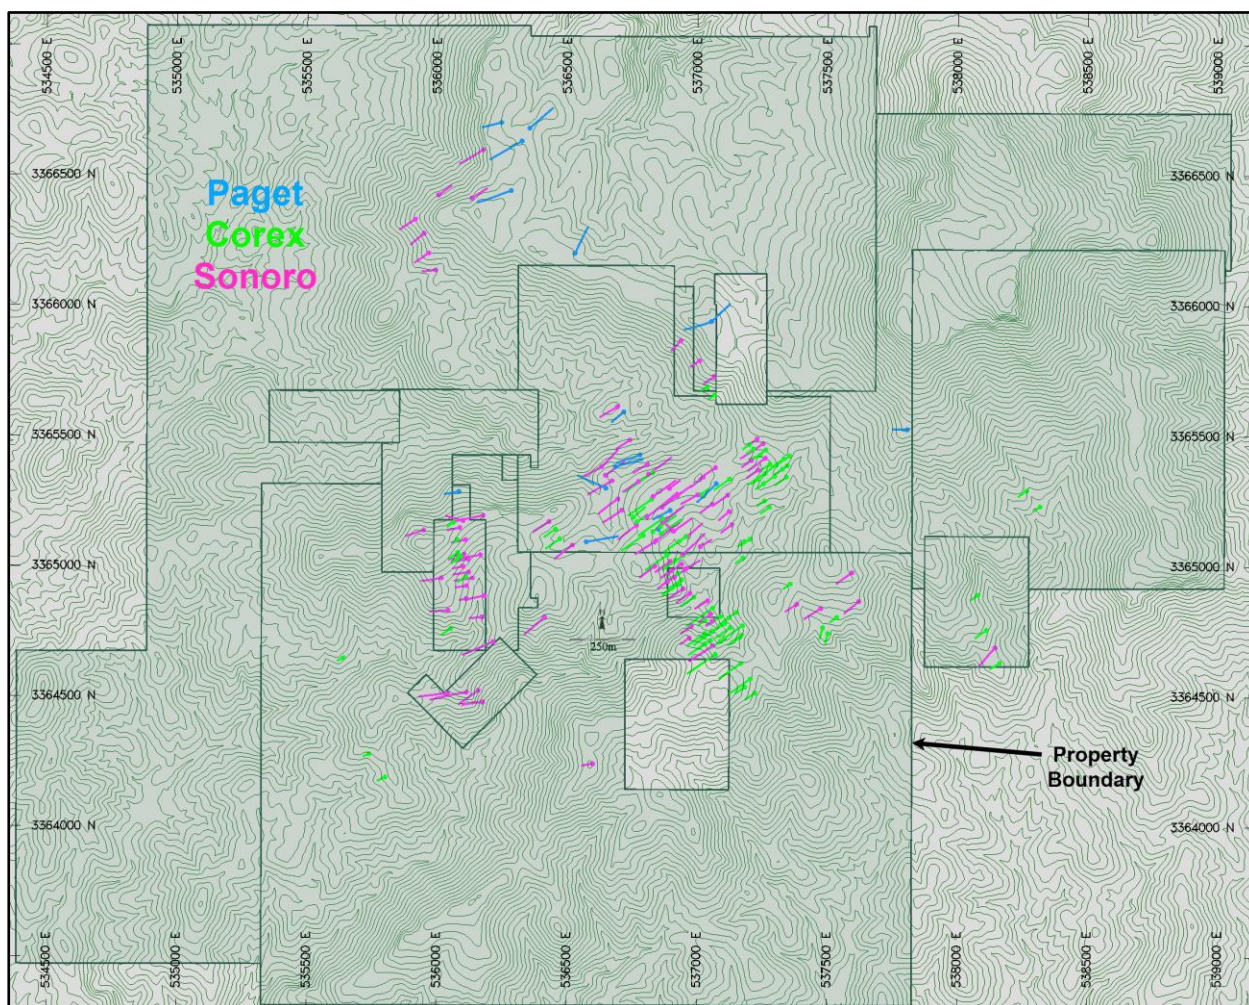 534500 E
535000 E
535500 E
536000 E
536500 E
537000 E
537500 E
538000 E
538500 E
539000 E
3366500 N
3366500 N
Paget
Corex
Sonoro
3366000 N
3366000 N
3365500 N
3365500 N
3365000 N
3365000 N
N
250m
3364500 N
3364500 N
Property
Boundary
3364000 N
3364000 N
534500 E
535000 E
535500 E
536000 E
536500 E
537000 E
537500 E
538000 E
538500 E
539000 E